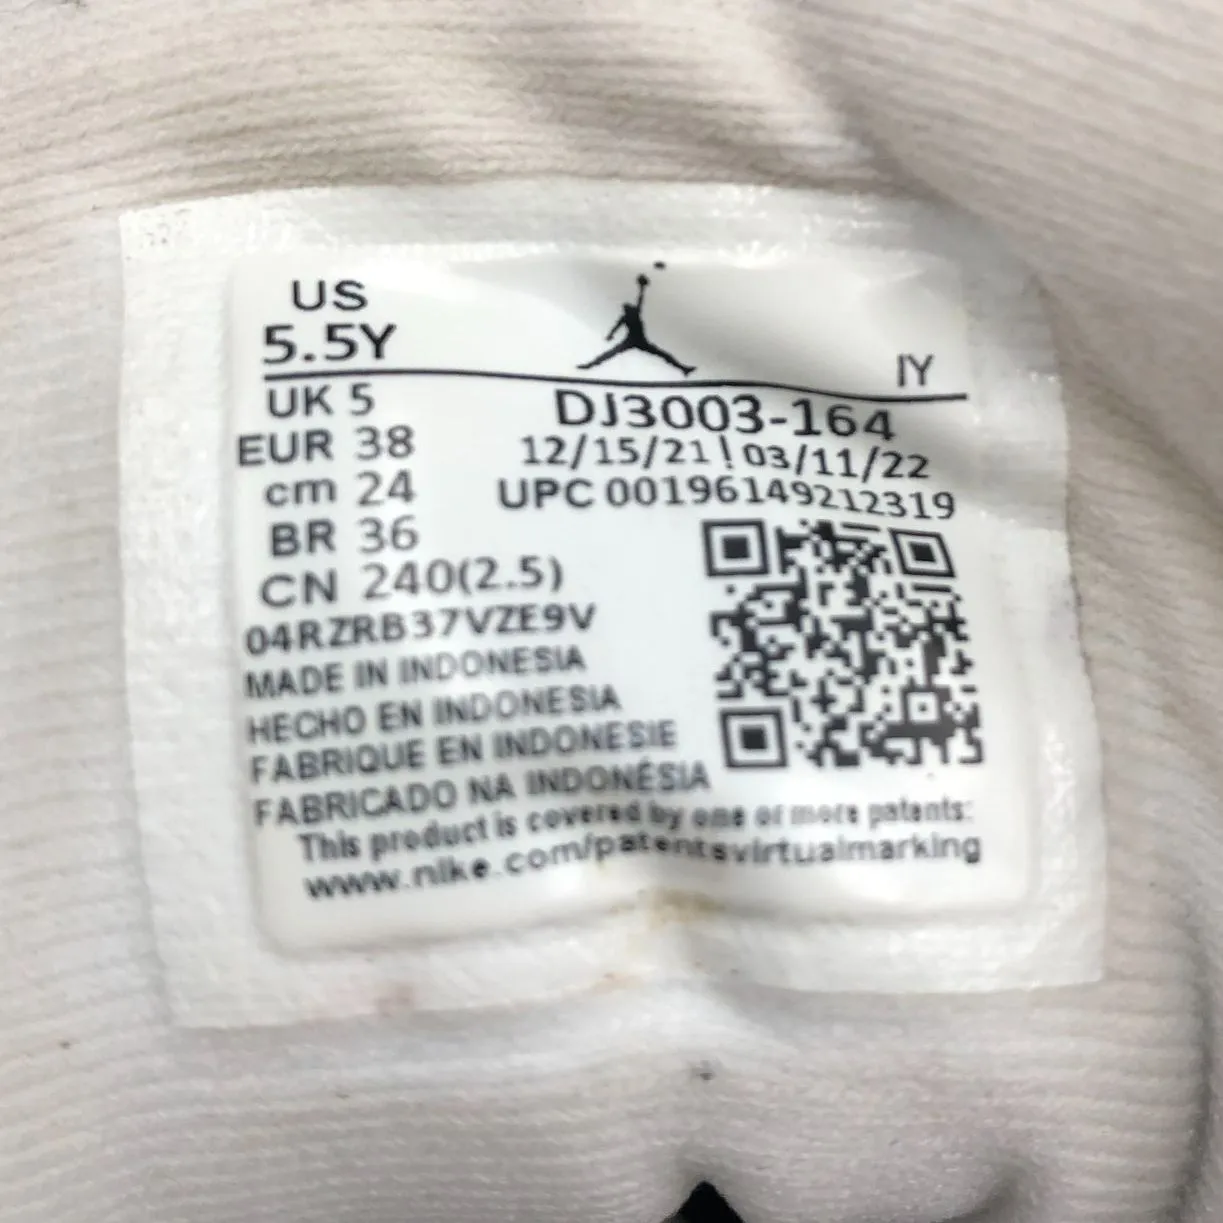 US
5.5Y
IY
UK 5
DJ3003-164
EUR 38
12/15/21 | 03/11/22
cm 24
UPC 00196149212319
BR 36
CN 240(2.5)
04RZRB37VZE9V
MADE IN INDONESIA
HECHO EN INDONESIA
FABRIQUE EN INDONESIE
FABRICADO NA INDONÉSIA
This product is covered by one or more patents:
www.nike.com/patentsvirtualmarking